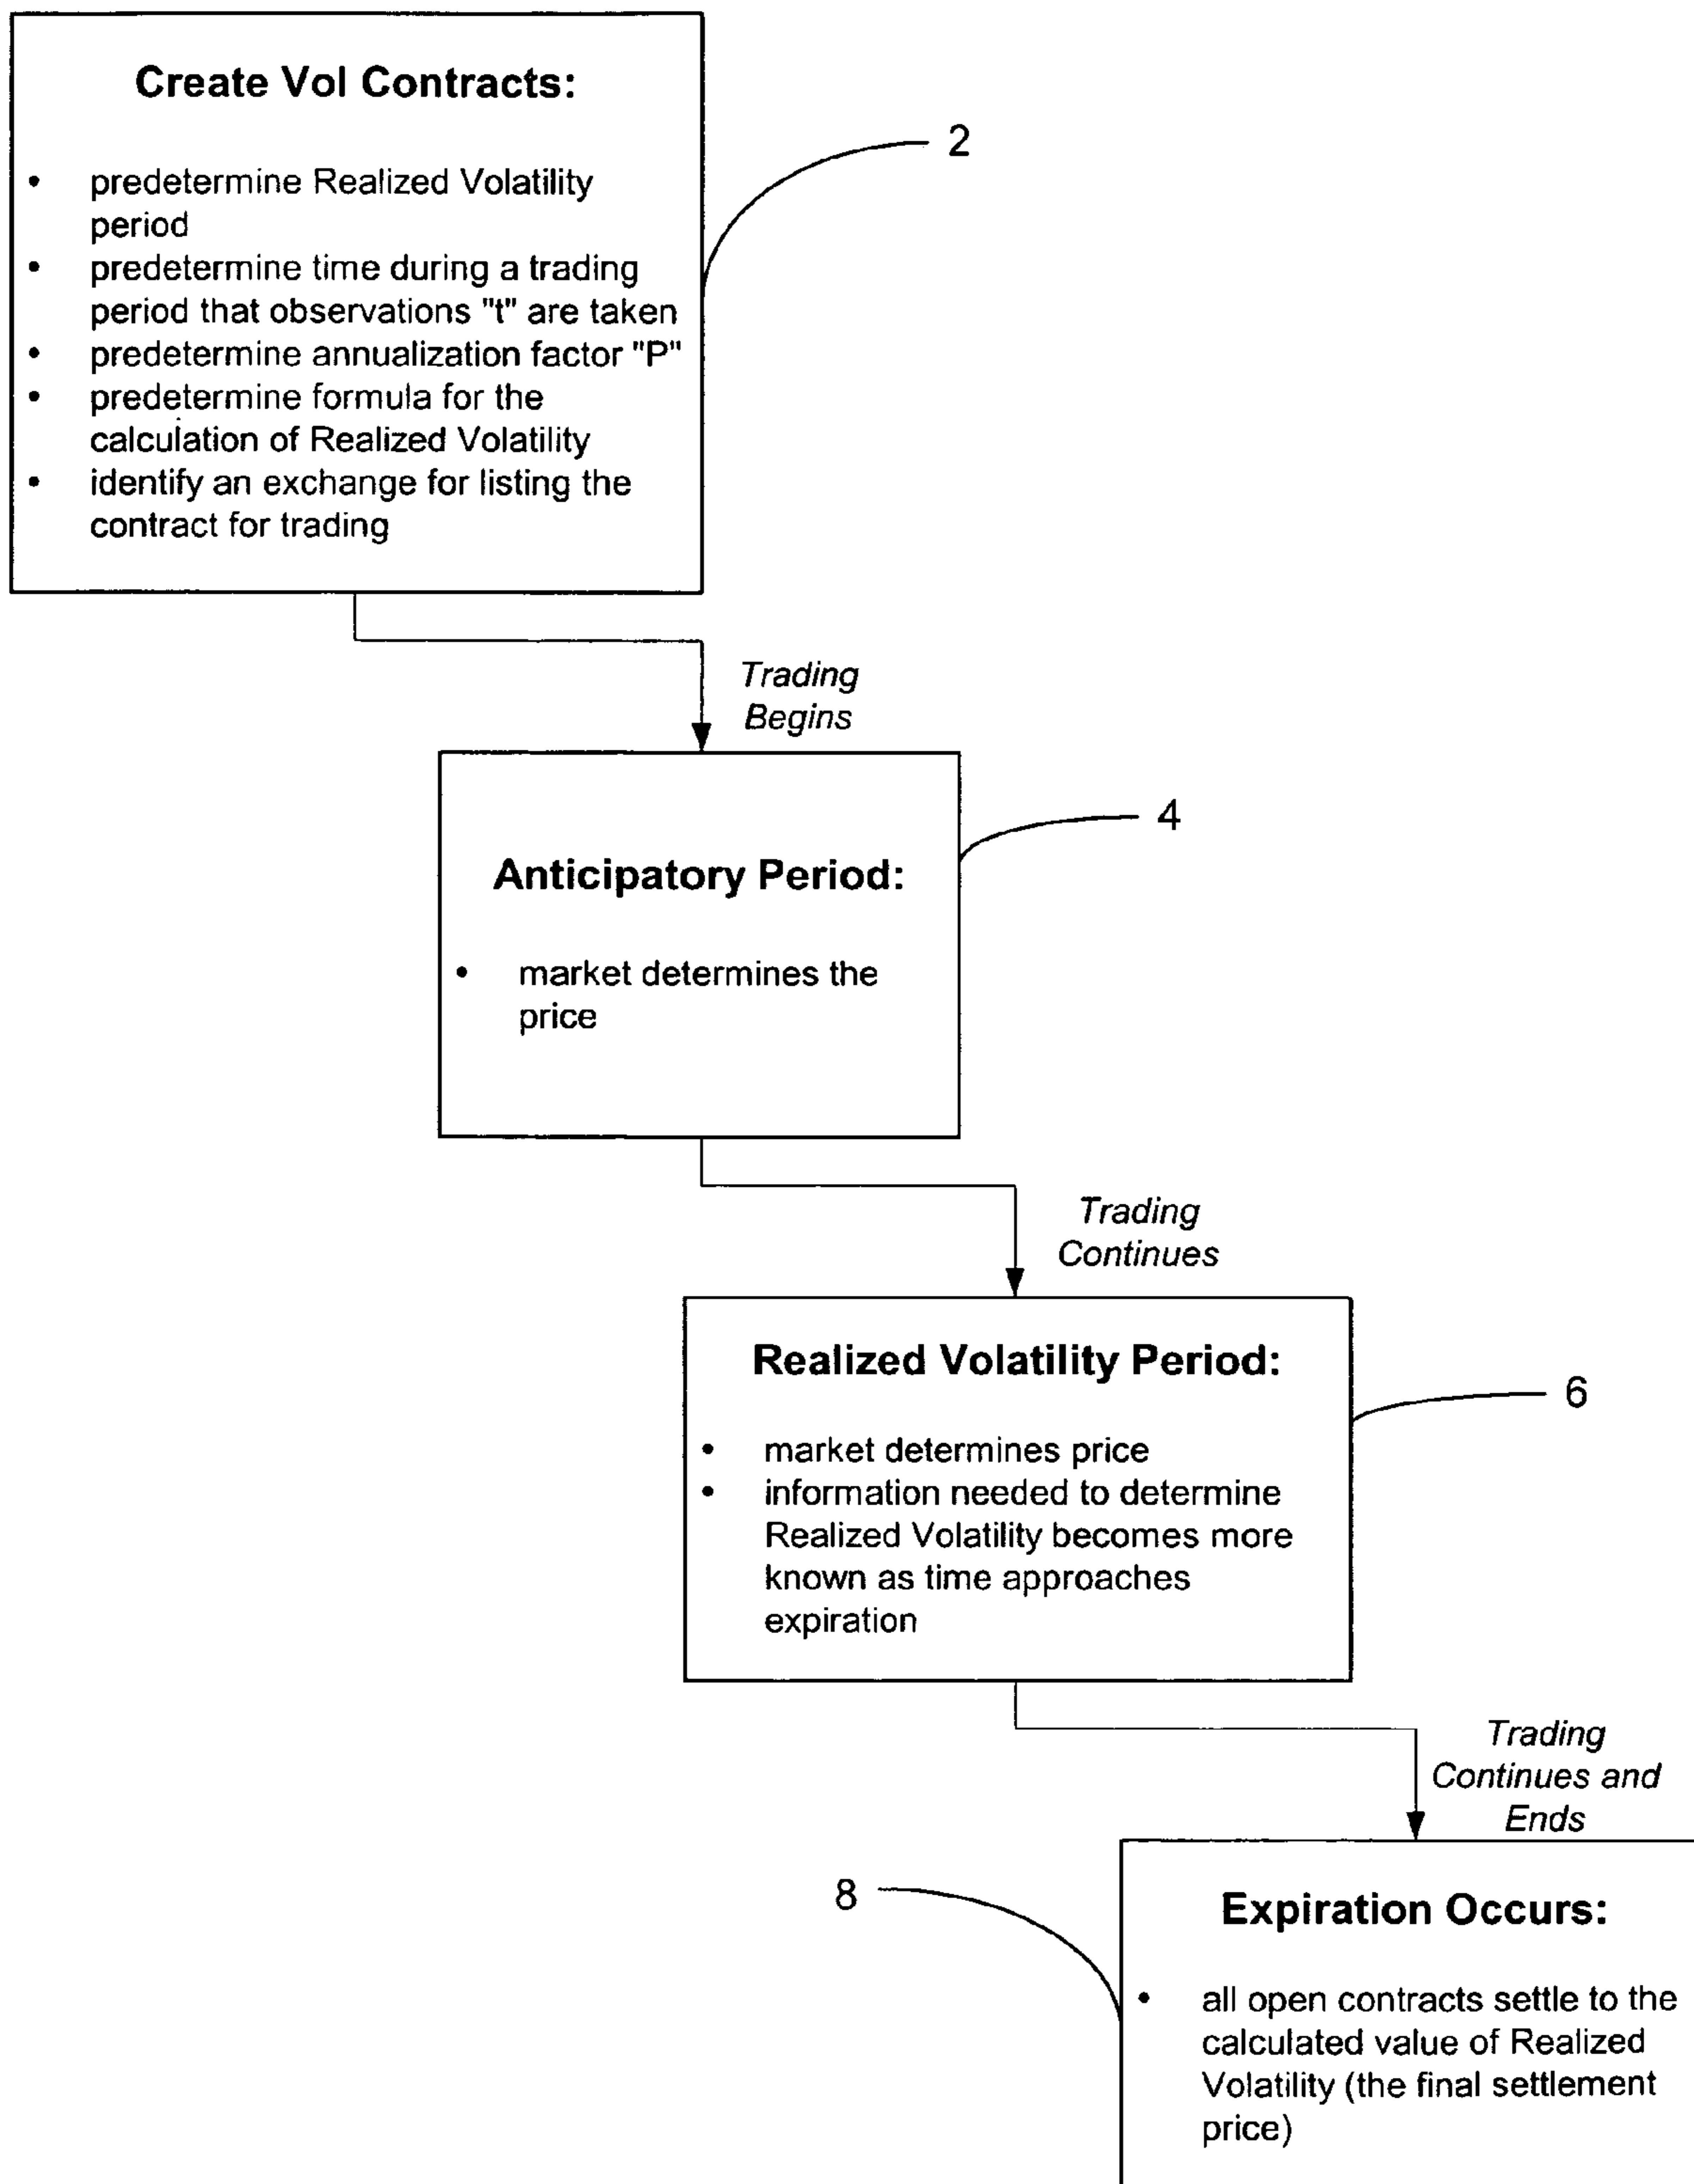 Create Vol Contracts:
• predetermine Realized Volatility
period
• predetermine time during a trading
period that observations "t" are taken
• predetermine annualization factor "P"
• predetermine formula for the
calculation of Realized Volatility
• identify an exchange for listing the
contract for trading
2
Trading
Begins
4
Anticipatory Period:
• market determines the
price
Trading
Continues
Realized Volatility Period:
6
• market determines price
• information needed to determine
Realized Volatility becomes more
known as time approaches
expiration
Trading
Continues and
Ends
8
Expiration Occurs:
• all open contracts settle to the
calculated value of Realized
Volatility (the final settlement
price)